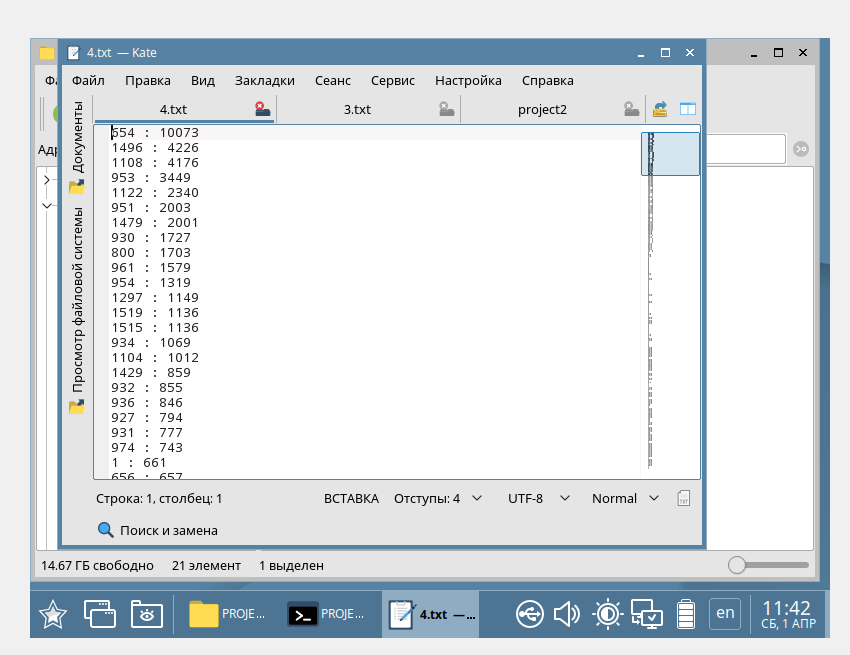 4.txt — Kate
Файл Правка Вид Закладки Сеанс Сервис Настройка Справка
4.txt 3.txt project2
Документы
Просмотр файловой системы
654 : 10073
1496 : 4226
1108 : 4176
953 : 3449
1122 : 2340
951 : 2003
1479 : 2001
930 : 1727
800 : 1703
961 : 1579
954 : 1319
1297 : 1149
1519 : 1136
1515 : 1136
934 : 1069
1104 : 1012
1429 : 859
932 : 855
936 : 846
927 : 794
931 : 777
974 : 743
1 : 661
656 : 657
Строка: 1, столбец: 1 ВСТАВКА Отступы: 4 UTF-8 Normal
Поиск и замена
14.67 ГБ свободно 21 элемент 1 выделен
PROJE... PROJE... 4.txt —... en 11:42
СБ, 1 АПР